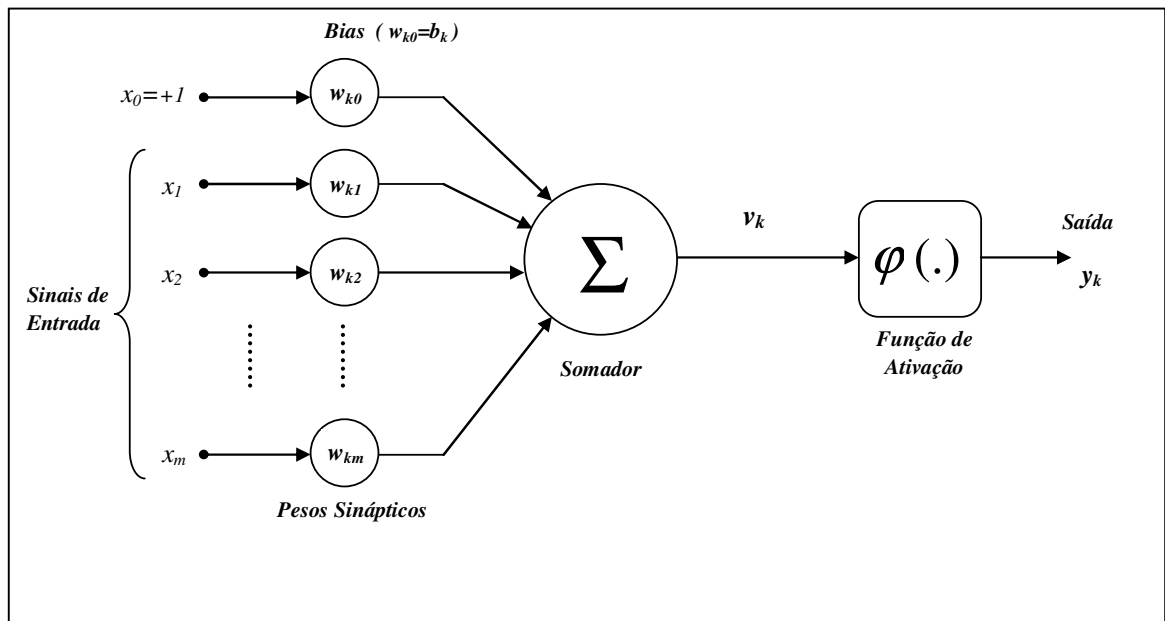 Bias ( wk0=bk )
x0=+1
wk0
x1
wk1
x2
wk2
Sinais de
Entrada
xm
wkm
Pesos Sinápticos
Σ
Somador
vk
φ (.)
Função de
Ativação
Saída
yk